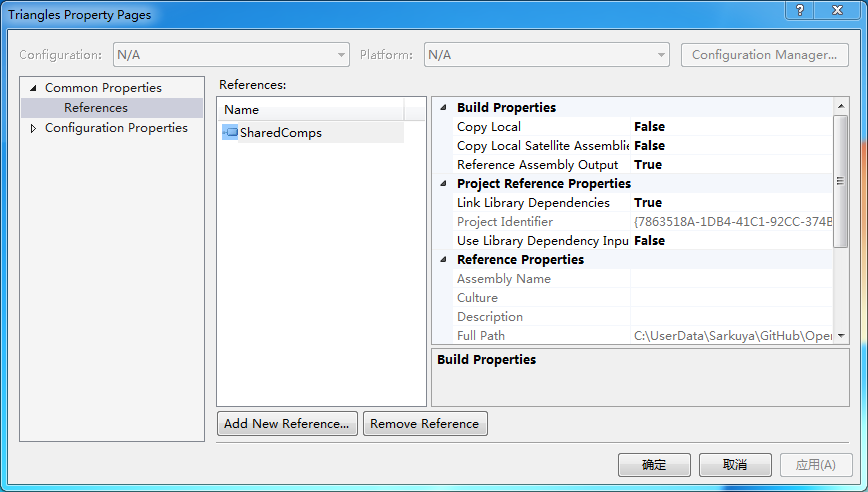 Triangles Property Pages
Configuration: N/A Platform: N/A Configuration Manager...
Common Properties
References
Configuration Properties
References:
Name
SharedComps
Build Properties
Copy Local False
Copy Local Satellite Assemblie False
Reference Assembly Output True
Project Reference Properties
Link Library Dependencies True
Project Identifier {7863518A-1DB4-41C1-92CC-374B
Use Library Dependency Inpu False
Reference Properties
Assembly Name
Culture
Description
Full Path C:\UserData\Sarkuya\GitHub\Oper
Build Properties
Add New Reference... Remove Reference
确定 取消 应用(A)